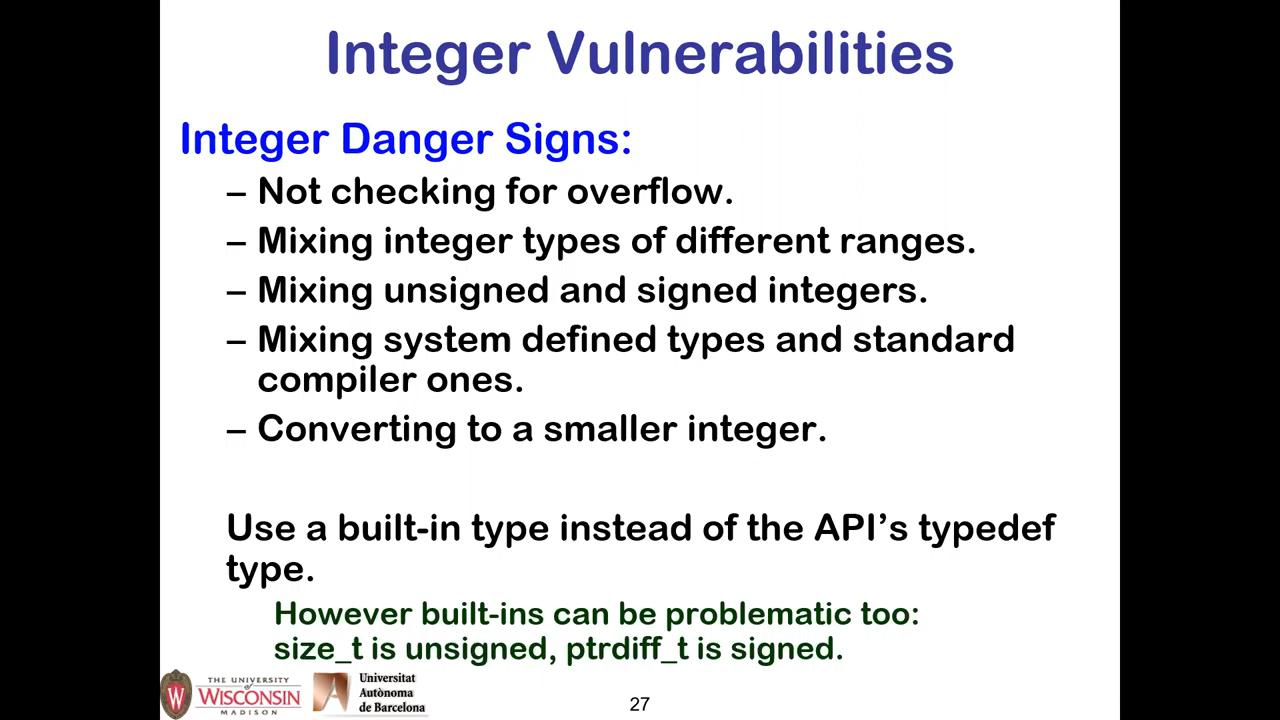 Integer Vulnerabilities
Integer Danger Signs:
– Not checking for overflow.
– Mixing integer types of different ranges.
– Mixing unsigned and signed integers.
– Mixing system defined types and standard
compiler ones.
– Converting to a smaller integer.
Use a built-in type instead of the API’s typedef
type.
However built-ins can be problematic too:
size_t is unsigned, ptrdiff_t is signed.
THE UNIVERSITY
of
WISCONSIN
MADISON
Universitat
Autònoma
de Barcelona
27